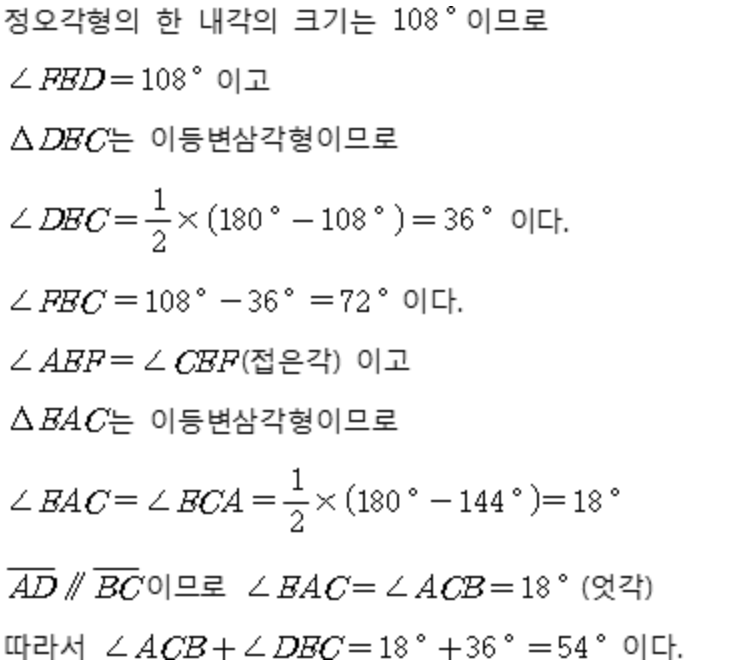 정오각형의 한 내각의 크기는 108° 이므로
∠FED=108° 이고
△DEC는 이등변삼각형이므로
∠DEC=1/2×(180°-108°)=36° 이다.
∠FEC=108°-36°=72° 이다.
∠AEF=∠CEF(접은각) 이고
△EAC는 이등변삼각형이므로
∠EAC=∠ECA=1/2×(180°-144°)=18°
A̅D̅ ∥ B̅C̅이므로 ∠EAC=∠ACB=18° (엇각)
따라서 ∠ACB+∠DEC=18°+36°=54° 이다.